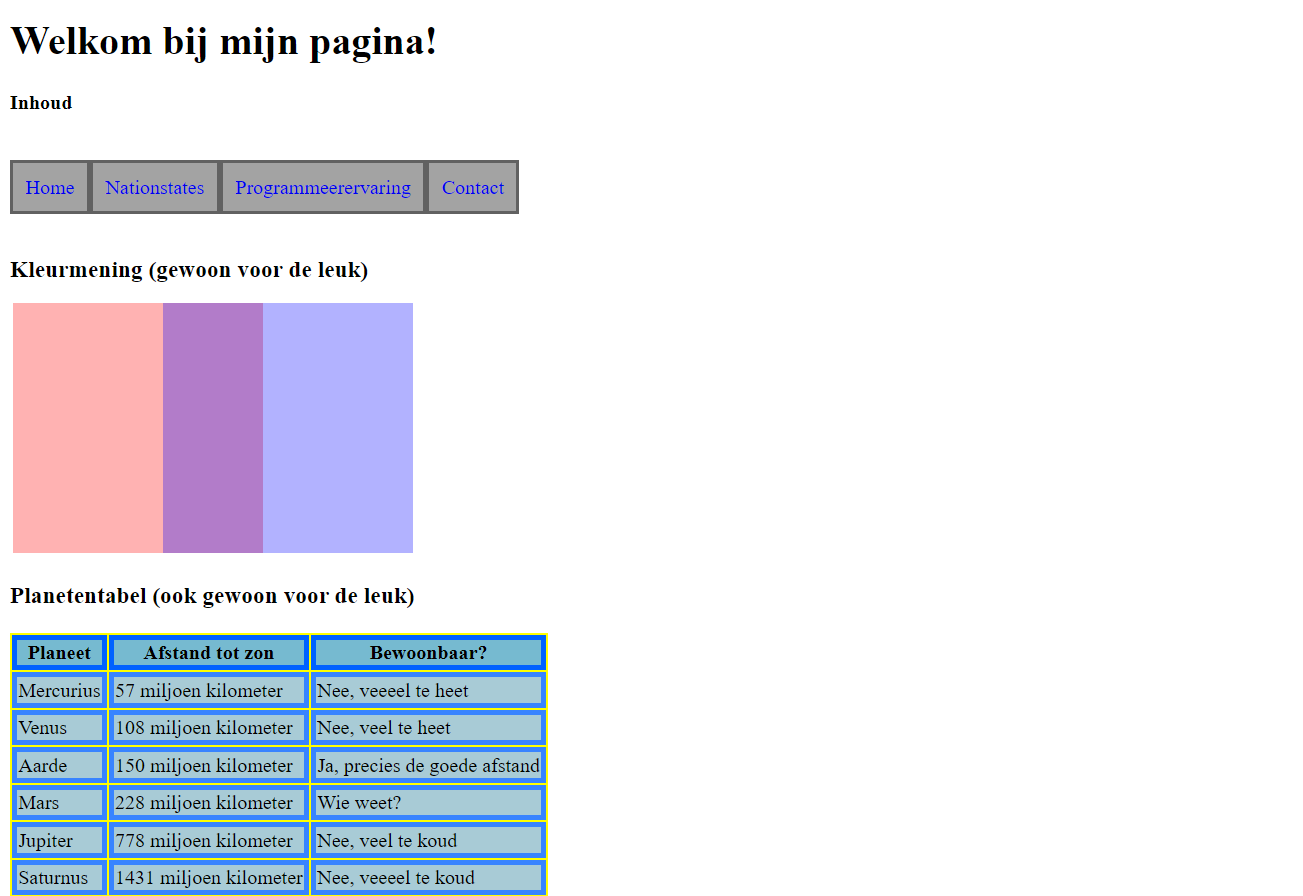 Welkom bij mijn pagina!
Inhoud
Home Nationstates Programmeerervaring Contact
Kleurmening (gewoon voor de leuk)
Planetentabel (ook gewoon voor de leuk)
Planeet Afstand tot zon Bewoonbaar?
Mercurius 57 miljoen kilometer Nee, veeeel te heet
Venus 108 miljoen kilometer Nee, veel te heet
Aarde 150 miljoen kilometer Ja, precies de goede afstand
Mars 228 miljoen kilometer Wie weet?
Jupiter 778 miljoen kilometer Nee, veel te koud
Saturnus 1431 miljoen kilometer Nee, veeeel te koud